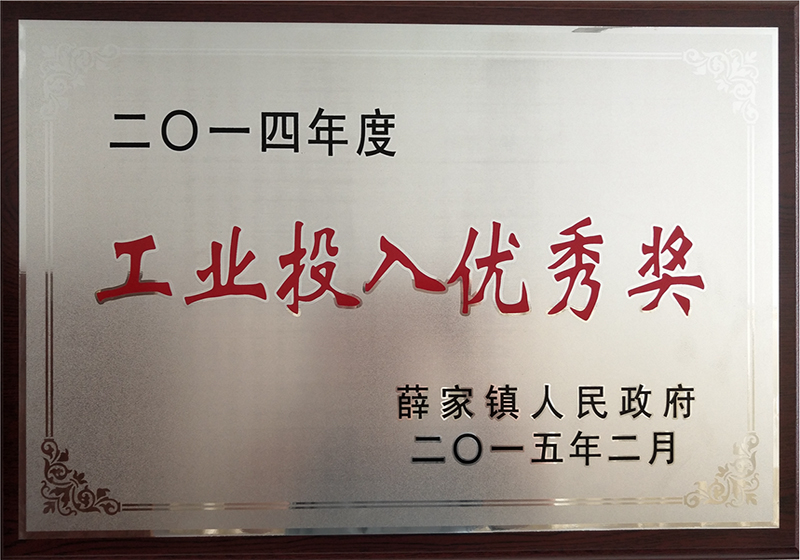 二〇一四年度
工业投入优秀奖
薛家镇人民政府
二〇一五年二月